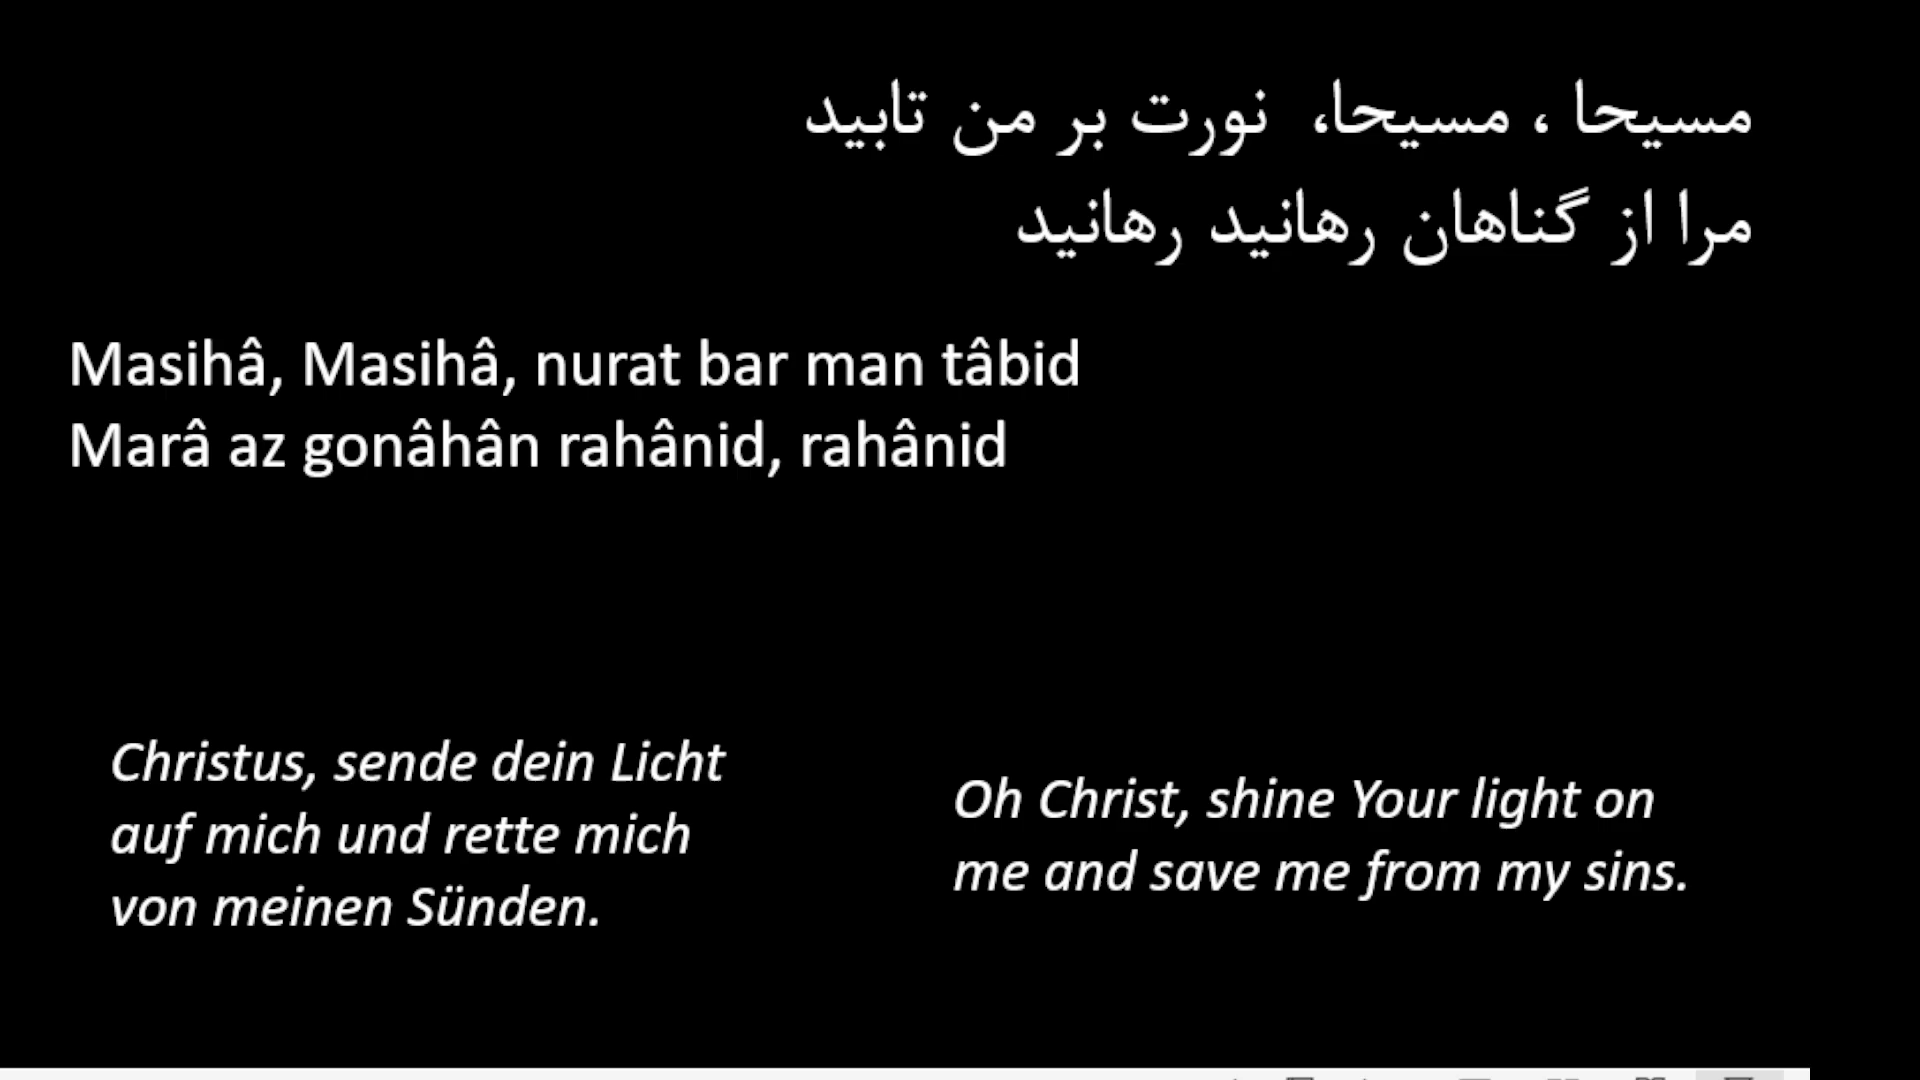 مسیحا ، مسیحا، نورت بر من تابید
مرا از گناهان رهانید رهانید
Masihâ, Masihâ, nurat bar man tâbid
Marâ az gonâhân rahânid, rahânid
Christus, sende dein Licht
auf mich und rette mich
von meinen Sünden.
Oh Christ, shine Your light on
me and save me from my sins.